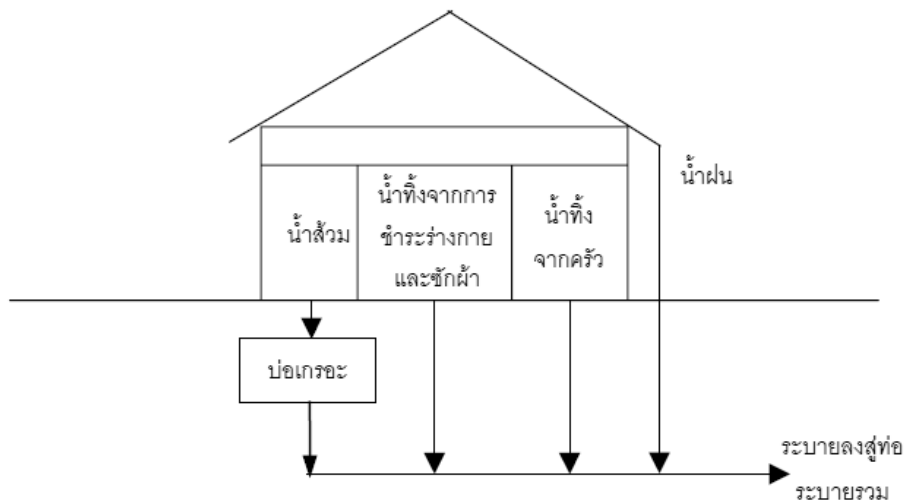 น้ำฝน
น้ำส้วม
น้ำทิ้งจากการ
ชำระร่างกาย
และซักผ้า
น้ำทิ้ง
จากครัว
บ่อเกรอะ
ระบายลงสู่ท่อ
ระบายรวม